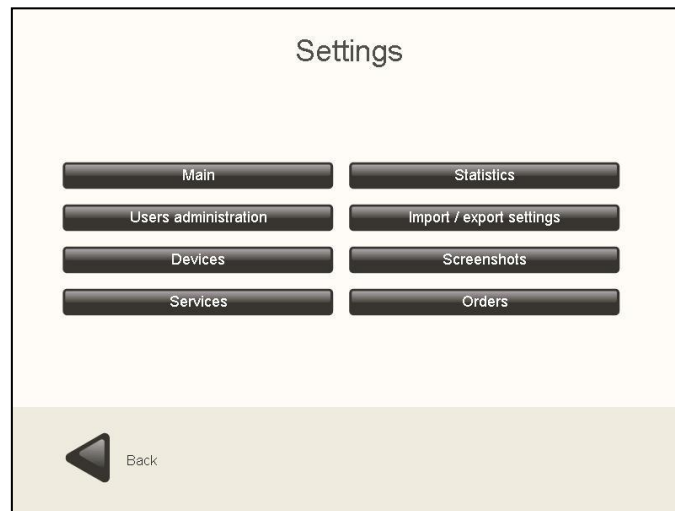 Settings
Main
Statistics
Users administration
Import / export settings
Devices
Screenshots
Services
Orders
Back